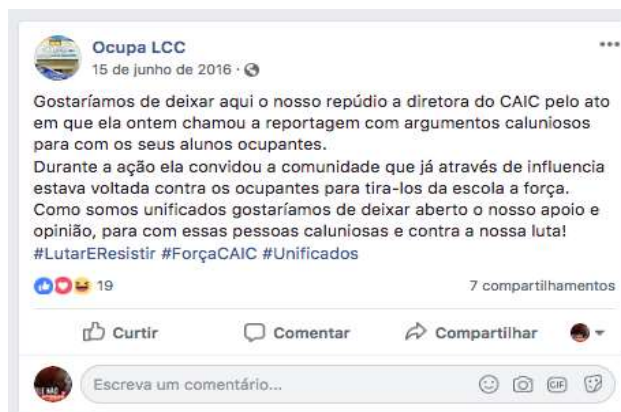 Ocupa LCC
15 de junho de 2016 ·
Gostaríamos de deixar aqui o nosso repúdio a diretora do CAIC pelo ato
em que ela ontem chamou a reportagem com argumentos caluniosos
para com os seus alunos ocupantes.
Durante a ação ela convidou a comunidade que já através de influencia
estava voltada contra os ocupantes para tira-los da escola a força.
Como somos unificados gostaríamos de deixar aberto o nosso apoio e
opinião, para com essas pessoas caluniosas e contra a nossa luta!
#LutarEResistir #ForçaCAIC #Unificados
19 7 compartilhamentos
Curtir Comentar Compartilhar
Escreva um comentário... GIF